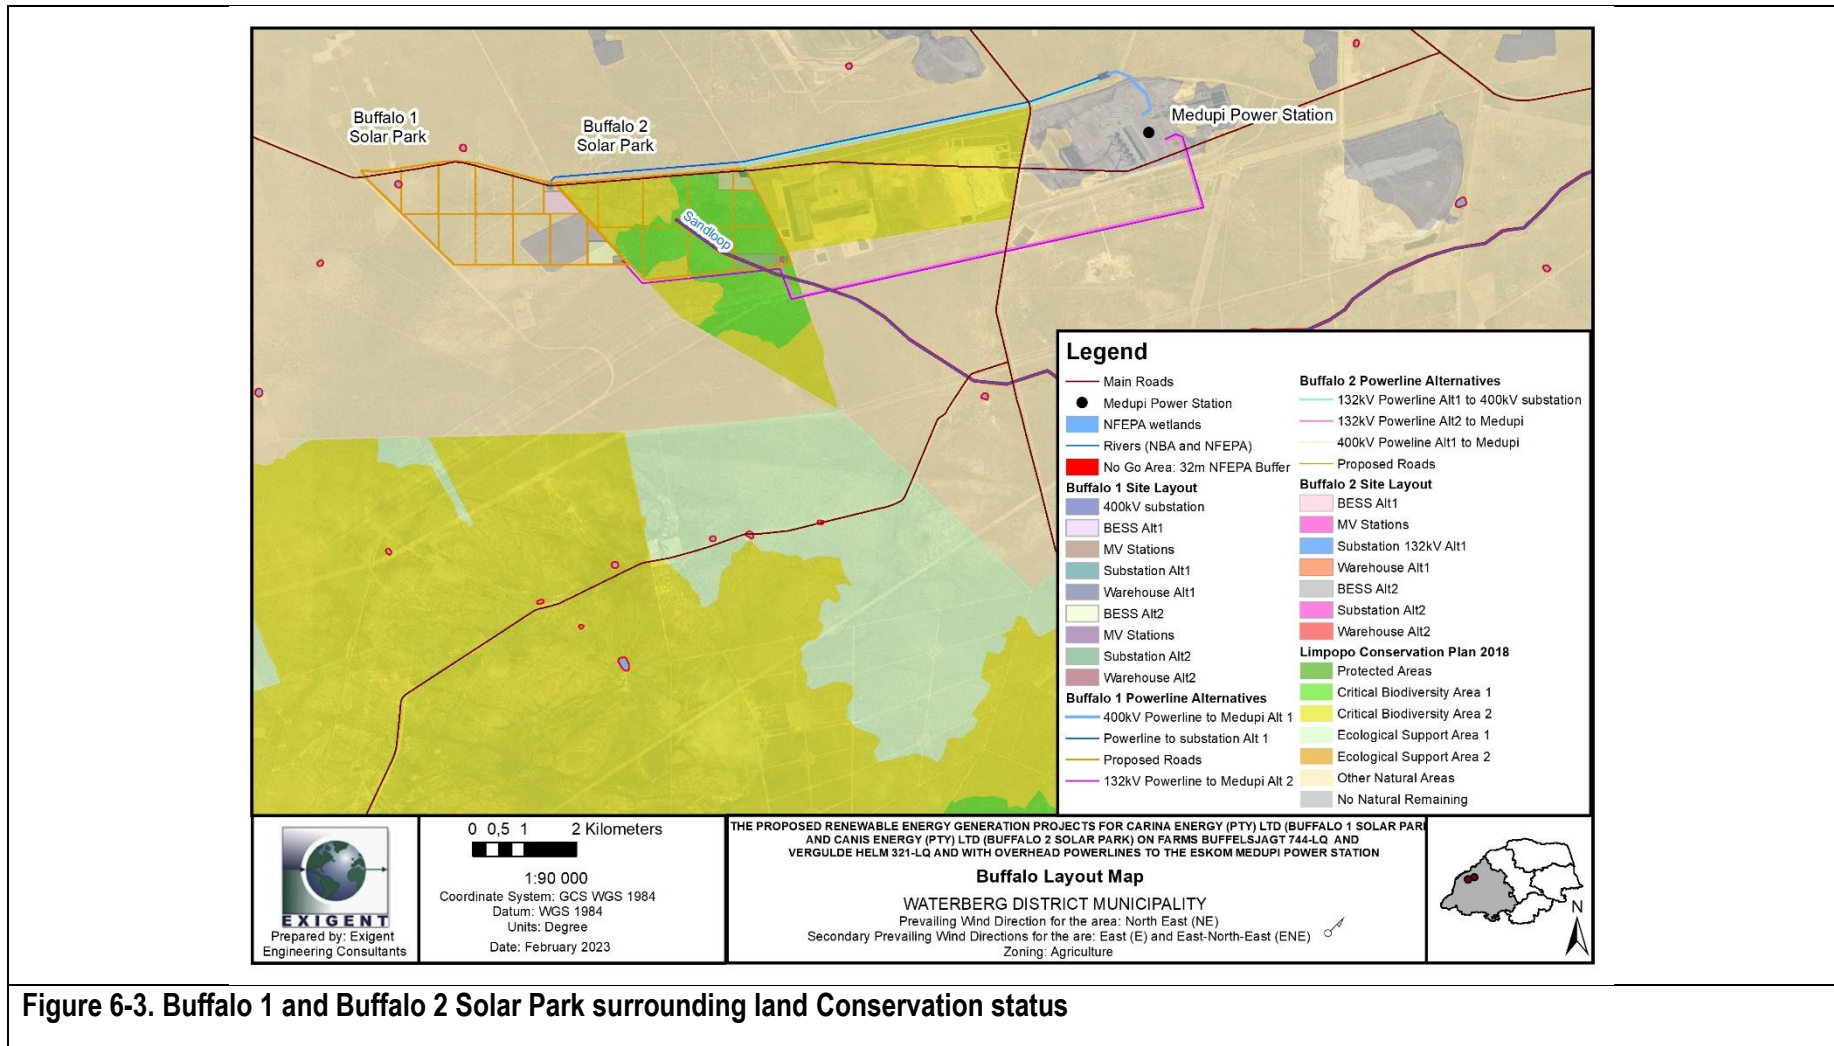 Buffalo 1
Solar Park
Buffalo 2
Solar Park
Medupi Power Station
Sandloop
Legend
Main Roads
Medupi Power Station
NFEPA wetlands
Rivers (NBA and NFEPA)
No Go Area: 32m NFEPA Buffer
Buffalo 1 Site Layout
400kV substation
BESS Alt1
MV Stations
Substation Alt1
Warehouse Alt1
BESS Alt2
MV Stations
Substation Alt2
Warehouse Alt2
Buffalo 1 Powerline Alternatives
400kV Powerline to Medupi Alt 1
Powerline to substation Alt 1
Proposed Roads
132kV Powerline to Medupi Alt 2
Buffalo 2 Powerline Alternatives
132kV Powerline Alt1 to 400kV substation
132kV Powerline Alt2 to Medupi
400kV Poweline Alt1 to Medupi
Proposed Roads
Buffalo 2 Site Layout
BESS Alt1
MV Stations
Substation 132kV Alt1
Warehouse Alt1
BESS Alt2
Substation Alt2
Warehouse Alt2
Limpopo Conservation Plan 2018
Protected Areas
Critical Biodiversity Area 1
Critical Biodiversity Area 2
Ecological Support Area 1
Ecological Support Area 2
Other Natural Areas
No Natural Remaining
EXIGENT
Prepared by: Exigent
Engineering Consultants
0 0,5 1 2 Kilometers
1:90 000
Coordinate System: GCS WGS 1984
Datum: WGS 1984
Units: Degree
Date: February 2023
THE PROPOSED RENEWABLE ENERGY GENERATION PROJECTS FOR CARINA ENERGY (PTY) LTD (BUFFALO 1 SOLAR PARK
AND CANIS ENERGY (PTY) LTD (BUFFALO 2 SOLAR PARK) ON FARMS BUFFELSJAGT 744-LQ AND
VERGULDE HELM 321-LQ AND WITH OVERHEAD POWERLINES TO THE ESKOM MEDUPI POWER STATION
Buffalo Layout Map
WATERBERG DISTRICT MUNICIPALITY
Prevailing Wind Direction for the area: North East (NE)
Secondary Prevailing Wind Directions for the are: East (E) and East-North-East (ENE)
Zoning: Agriculture
N
Figure 6-3. Buffalo 1 and Buffalo 2 Solar Park surrounding land Conservation status